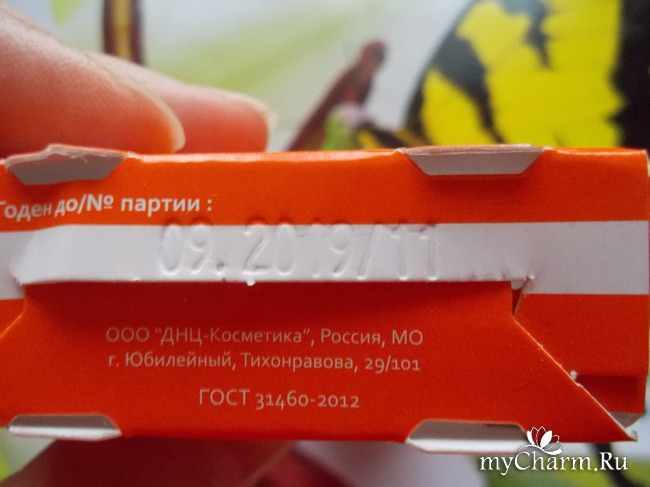 Годен до/№ партии :
09.2019/11
ООО "ДНЦ-Косметика", Россия, МО
г. Юбилейный, Тихонравова, 29/101
ГОСТ 31460-2012
myCharm.Ru